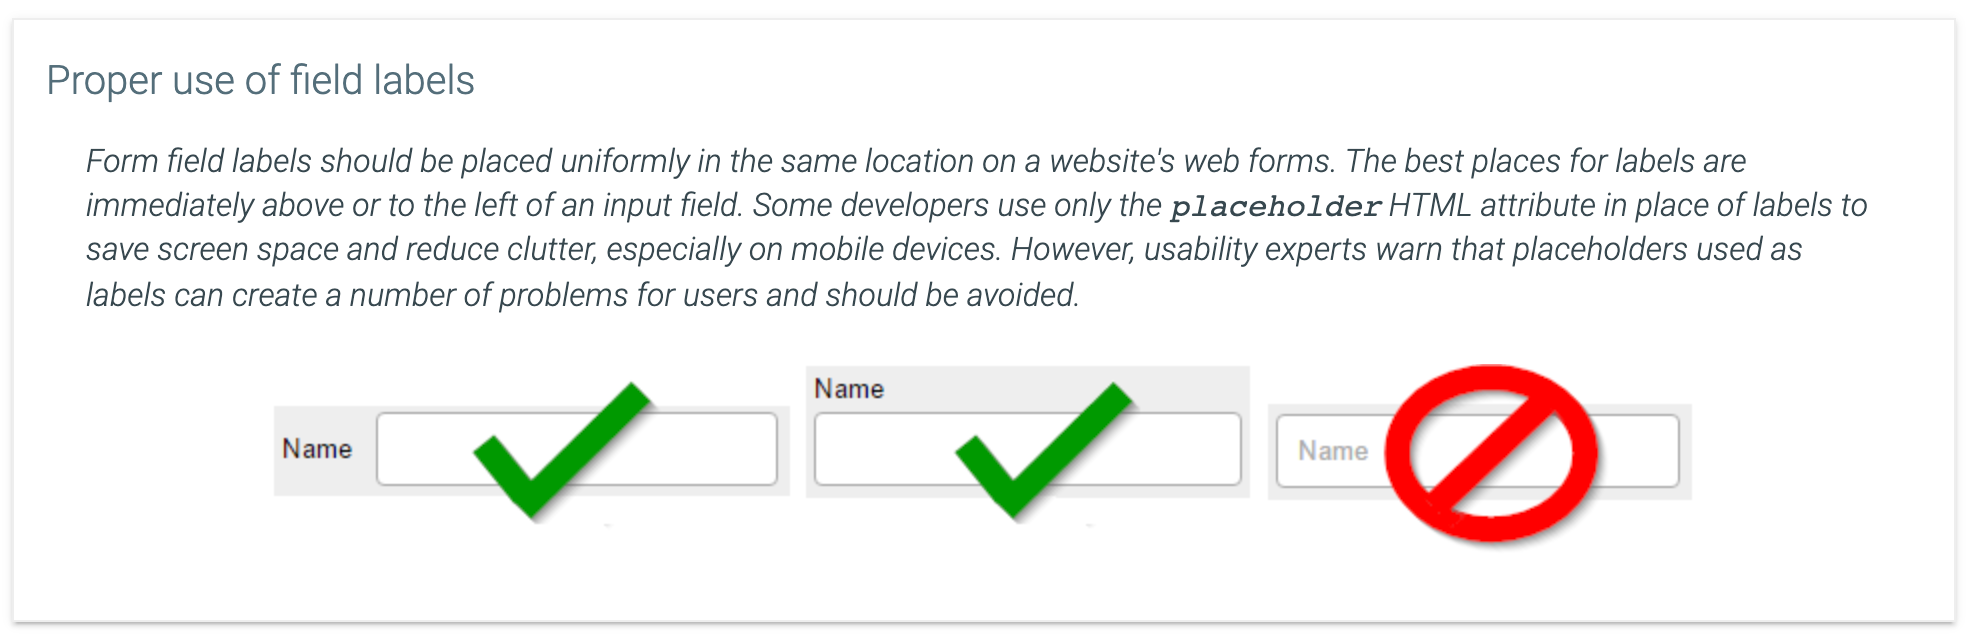 Proper use of field labels
Form field labels should be placed uniformly in the same location on a website's web forms. The best places for labels are
immediately above or to the left of an input field. Some developers use only the placeholder HTML attribute in place of labels to
save screen space and reduce clutter, especially on mobile devices. However, usability experts warn that placeholders used as
labels can create a number of problems for users and should be avoided.
Name
Name
Name